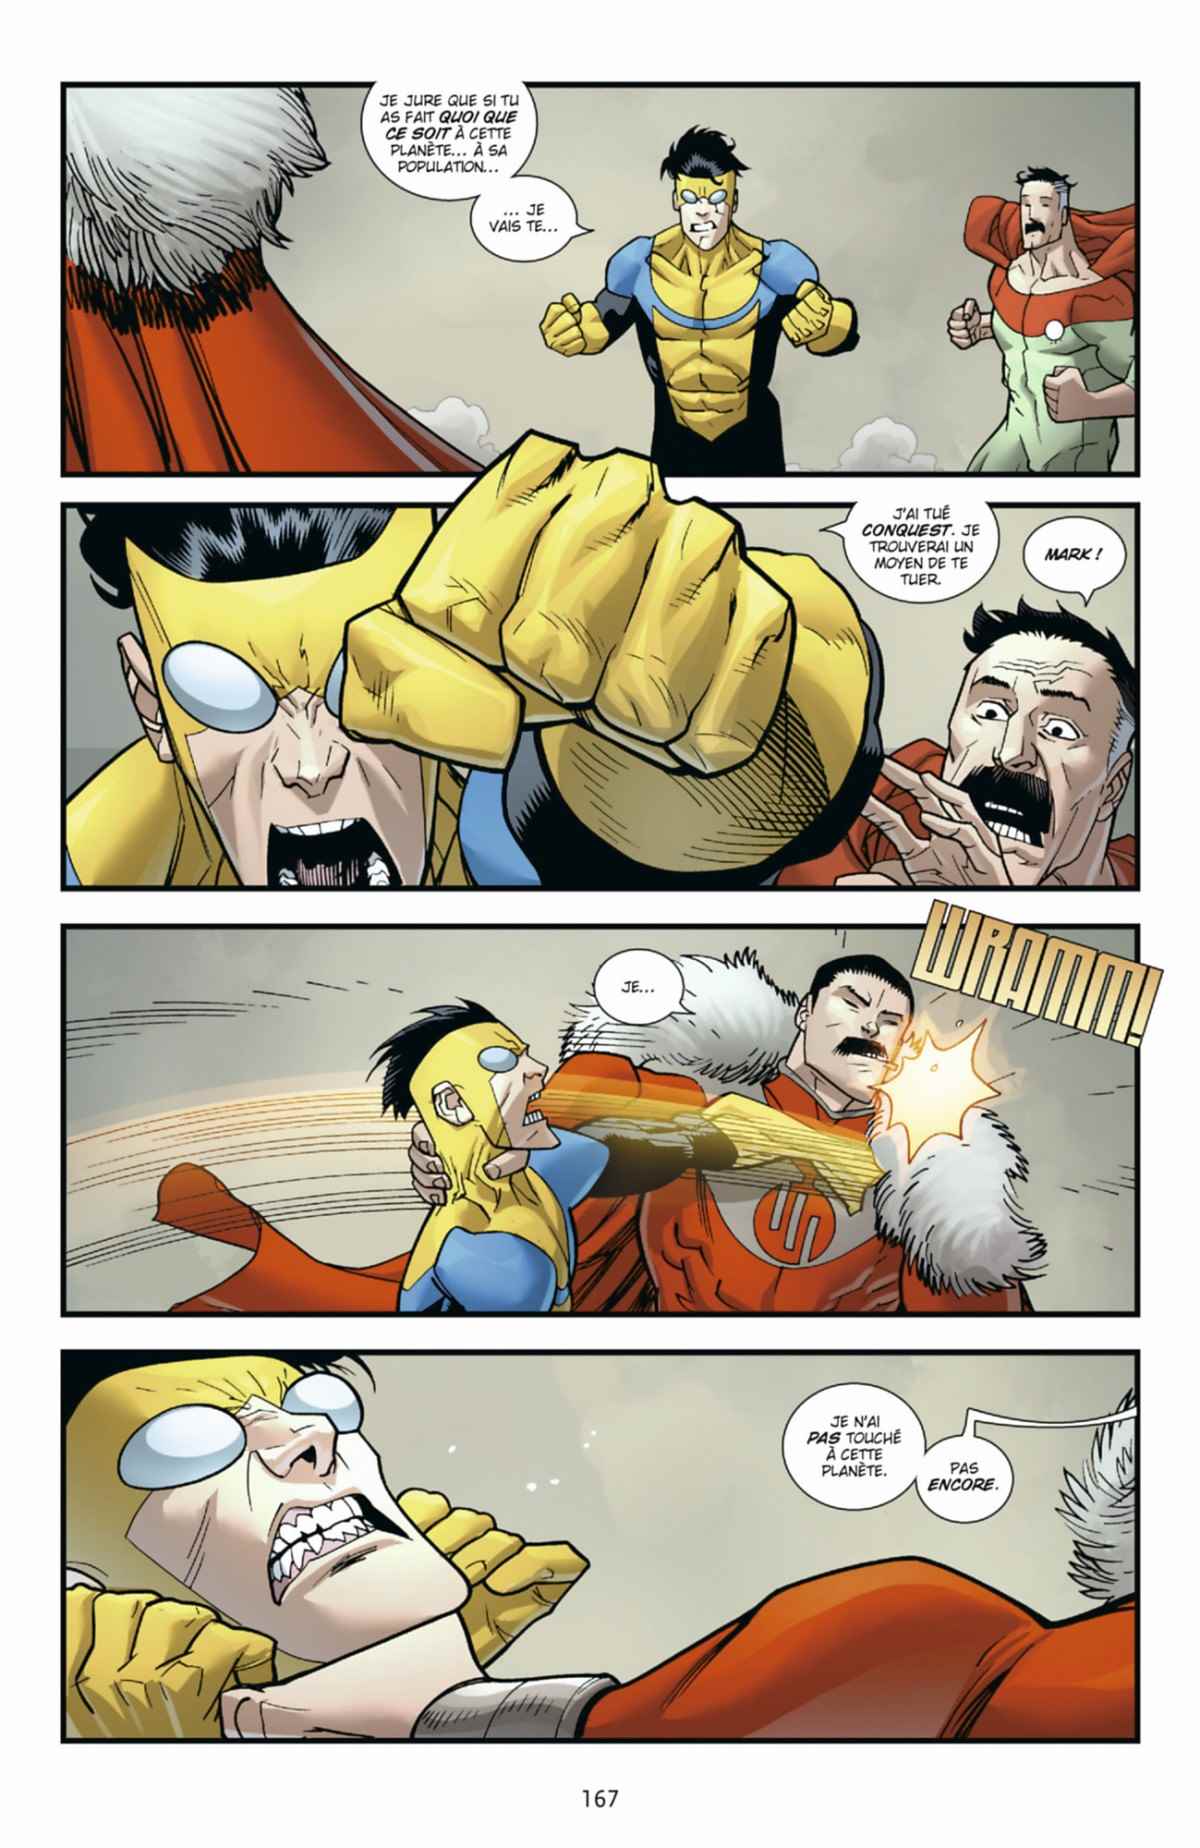 JE JURE QUE SI TU
AS FAIT QUOI QUE
CE SOIT À CETTE
PLANÈTE... À SA
POPULATION...
... JE
VAIS TE...
J'AI TUÉ
CONQUEST. JE
TROUVERAI UN
MOYEN DE TE
TUER.
MARK !
JE...
WRAMM!
JE N'AI
PAS TOUCHÉ
À CETTE
PLANÈTE.
PAS
ENCORE.
167